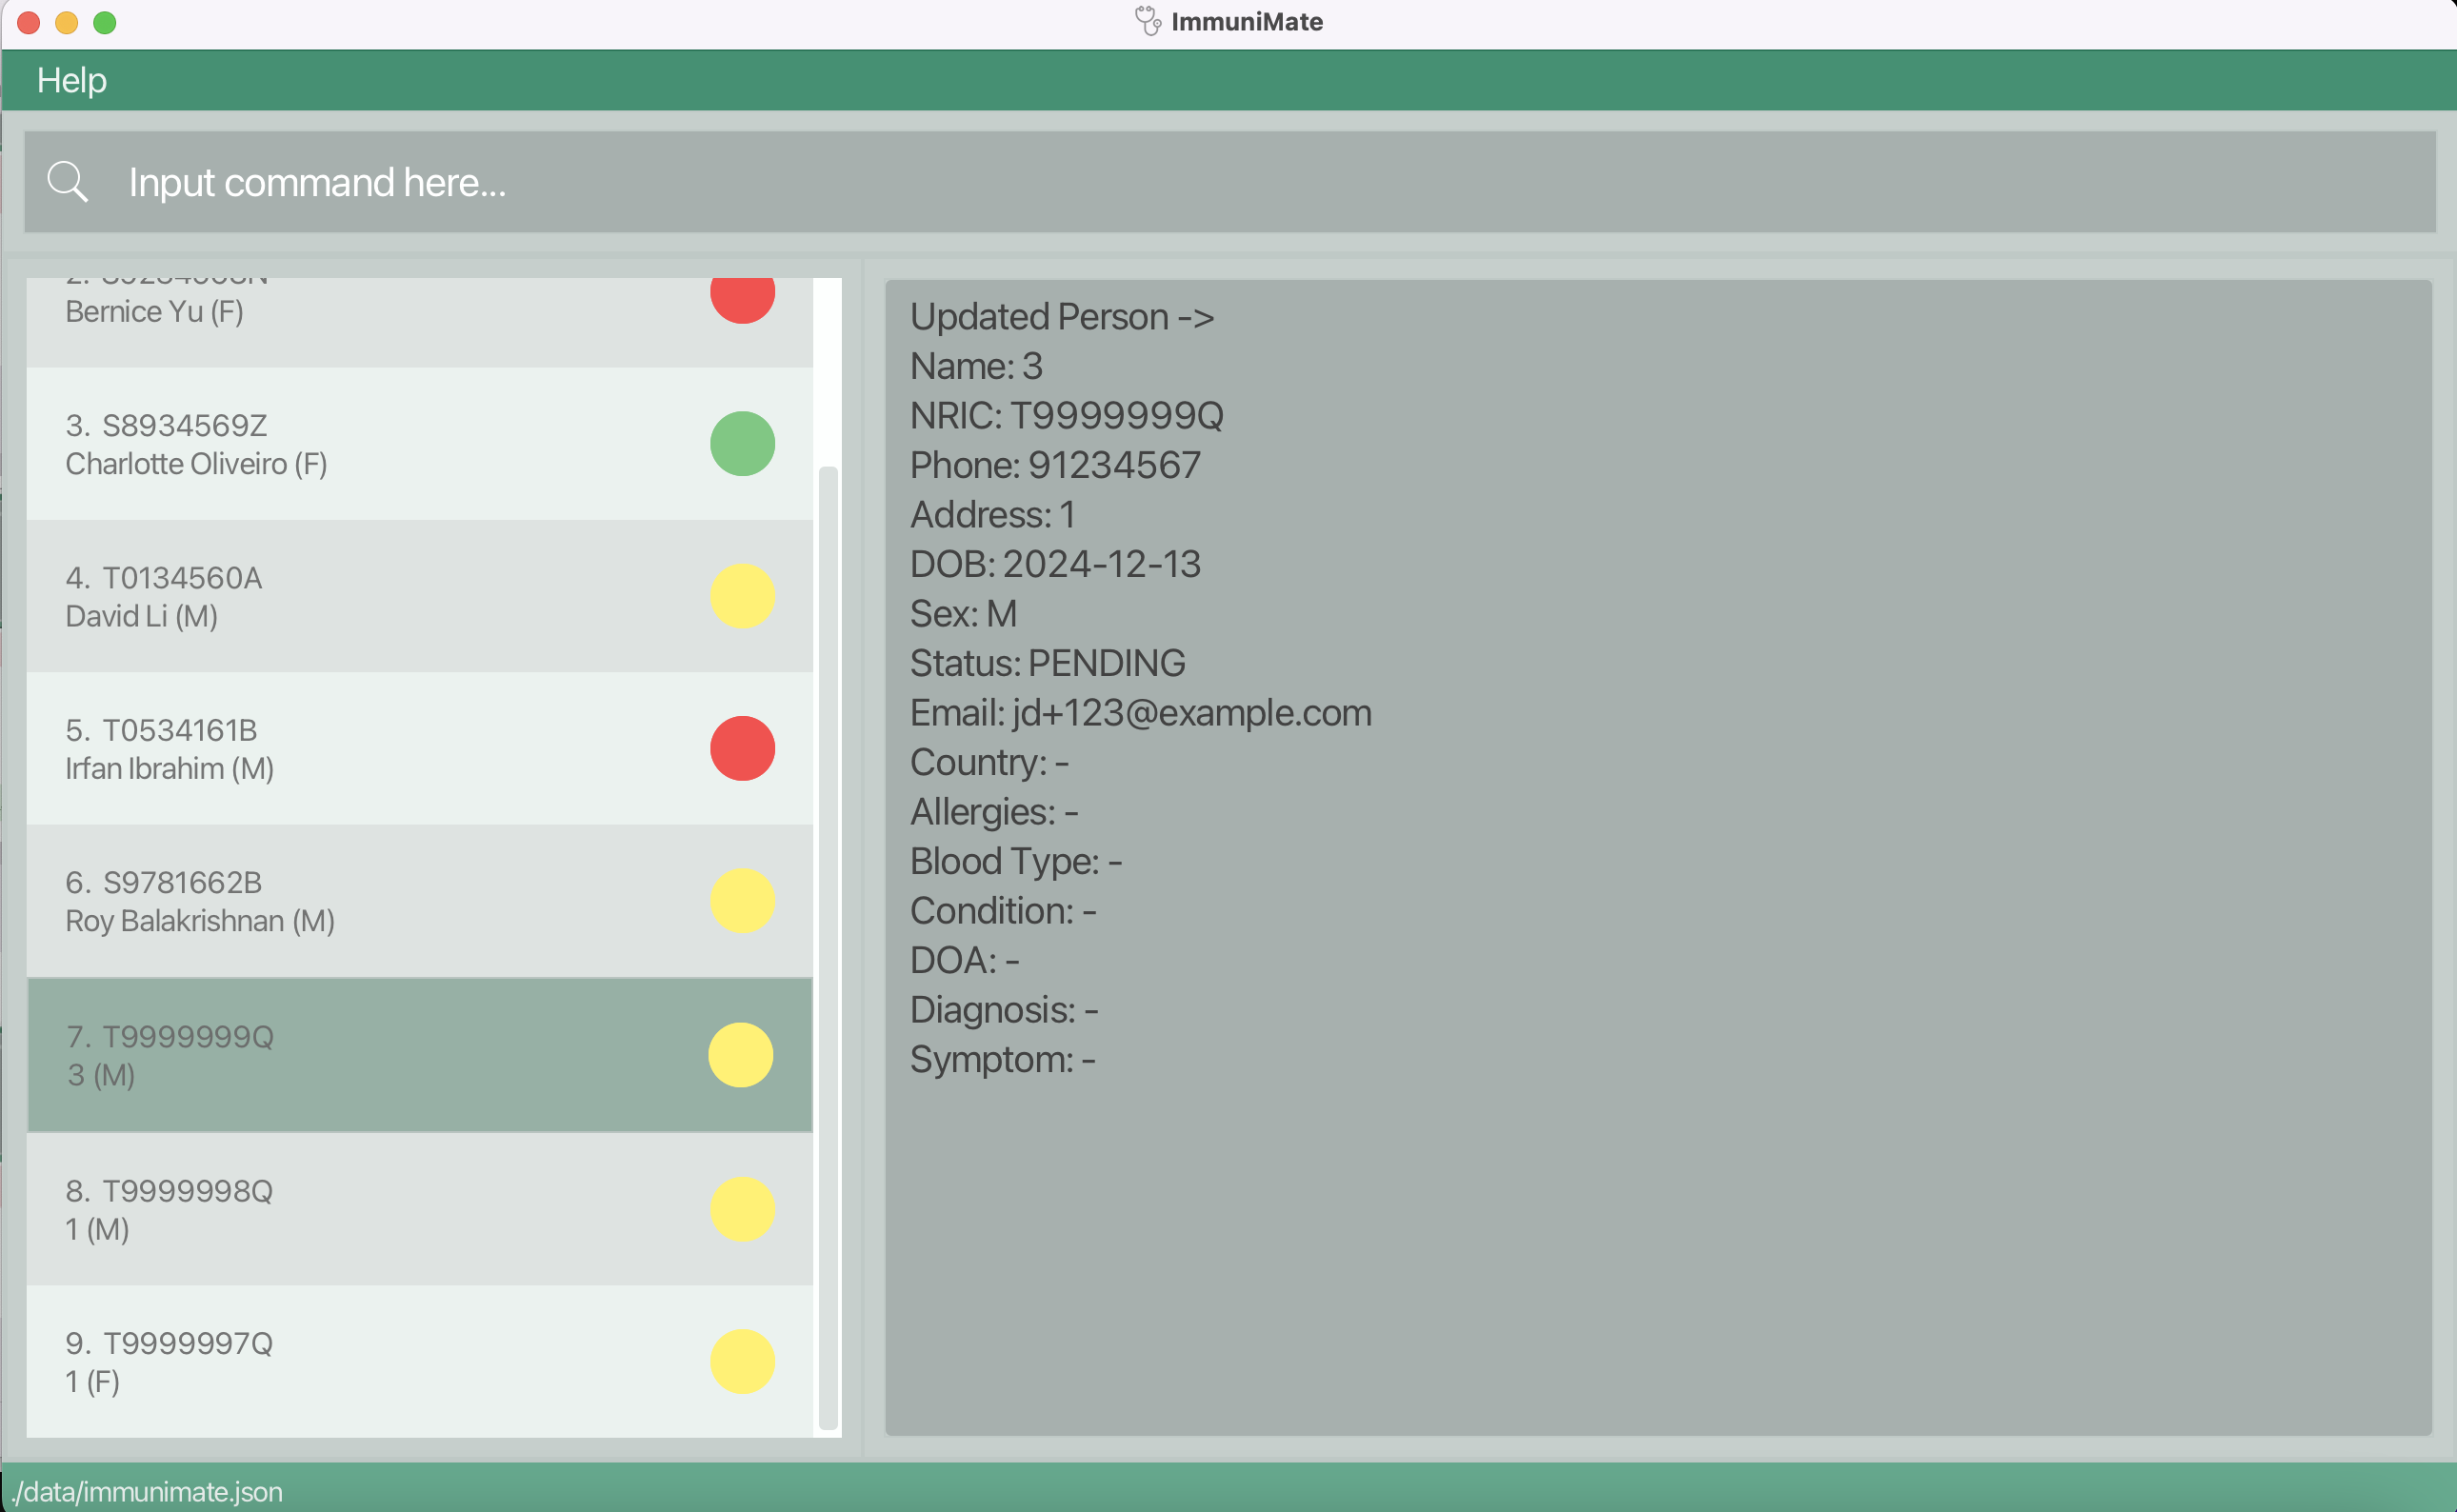 ImmuniMate
Help
Input command here...
Bernice Yu (F)
3. S8934569Z
Charlotte Oliveiro (F)
4. T0134560A
David Li (M)
5. T0534161B
Irfan Ibrahim (M)
6. S9781662B
Roy Balakrishnan (M)
7. T9999999Q
3 (M)
8. T9999998Q
1 (M)
9. T9999997Q
1 (F)
Updated Person ->
Name: 3
NRIC: T9999999Q
Phone: 91234567
Address: 1
DOB: 2024-12-13
Sex: M
Status: PENDING
Email: jd+123@example.com
Country: -
Allergies: -
Blood Type: -
Condition: -
DOA: -
Diagnosis: -
Symptom: -
./data/immunimate.json